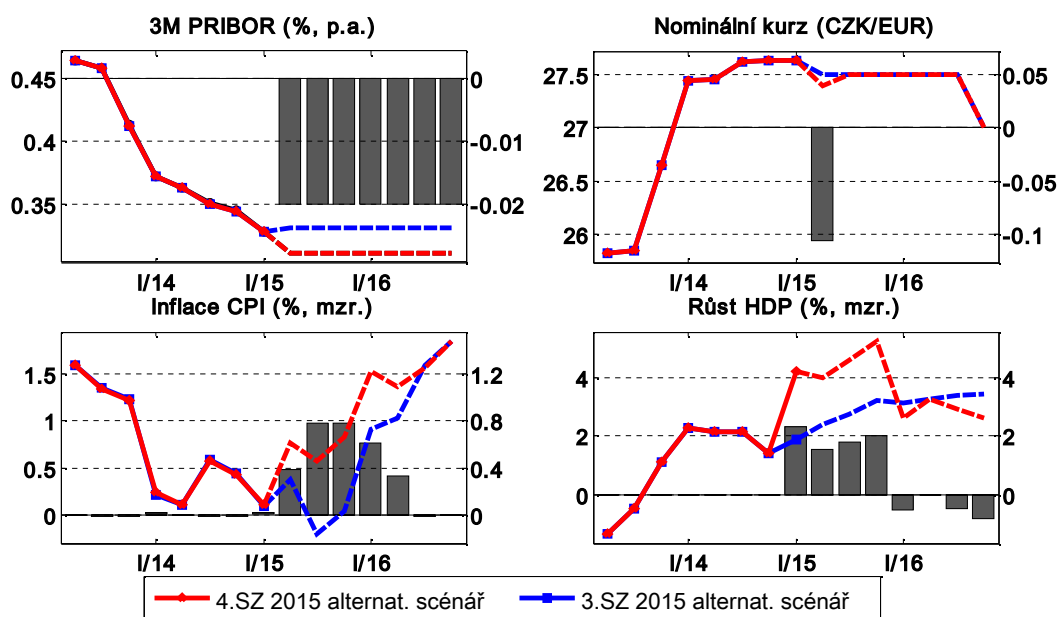 3M PRIBOR (%, p.a.)
0.45
0.4
0.35
0
-0.01
-0.02
I/14
I/15
I/16
Nominální kurz (CZK/EUR)
27.5
27
26.5
26
0.05
0
-0.05
-0.1
I/14
I/15
I/16
Inflace CPI (%, mzr.)
1.5
1
0.5
0
1.2
0.8
0.4
0
I/14
I/15
I/16
Růst HDP (%, mzr.)
4
2
0
4
2
0
I/14
I/15
I/16
4.SZ 2015 alternat. scénář
3.SZ 2015 alternat. scénář